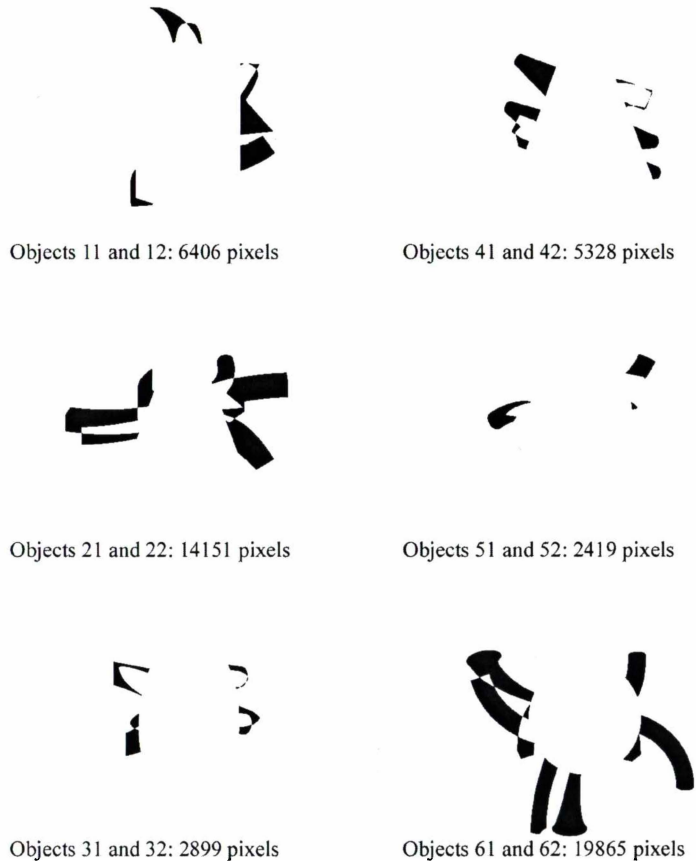 Objects 11 and 12: 6406 pixels
Objects 41 and 42: 5328 pixels
Objects 21 and 22: 14151 pixels
Objects 51 and 52: 2419 pixels
Objects 31 and 32: 2899 pixels
Objects 61 and 62: 19865 pixels